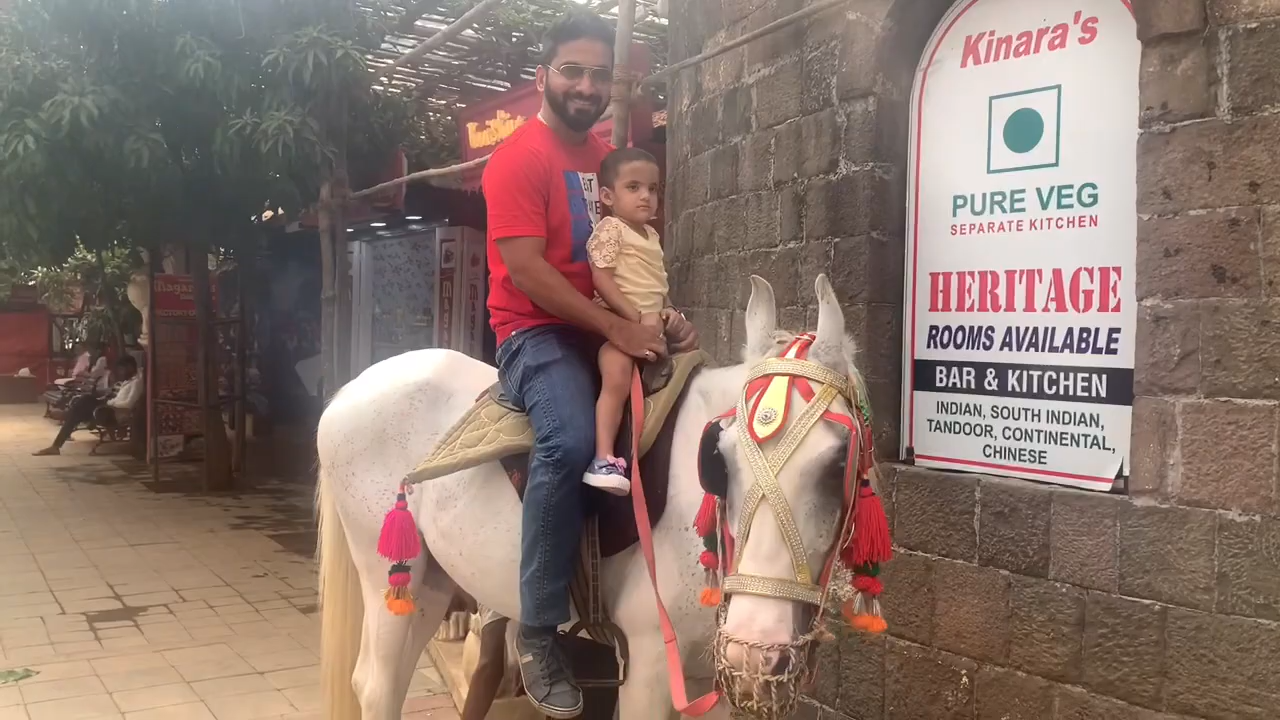 Kinara's
PURE VEG
SEPARATE KITCHEN
HERITAGE
ROOMS AVAILABLE
BAR & KITCHEN
INDIAN, SOUTH INDIAN,
TANDOOR, CONTINENTAL,
CHINESE